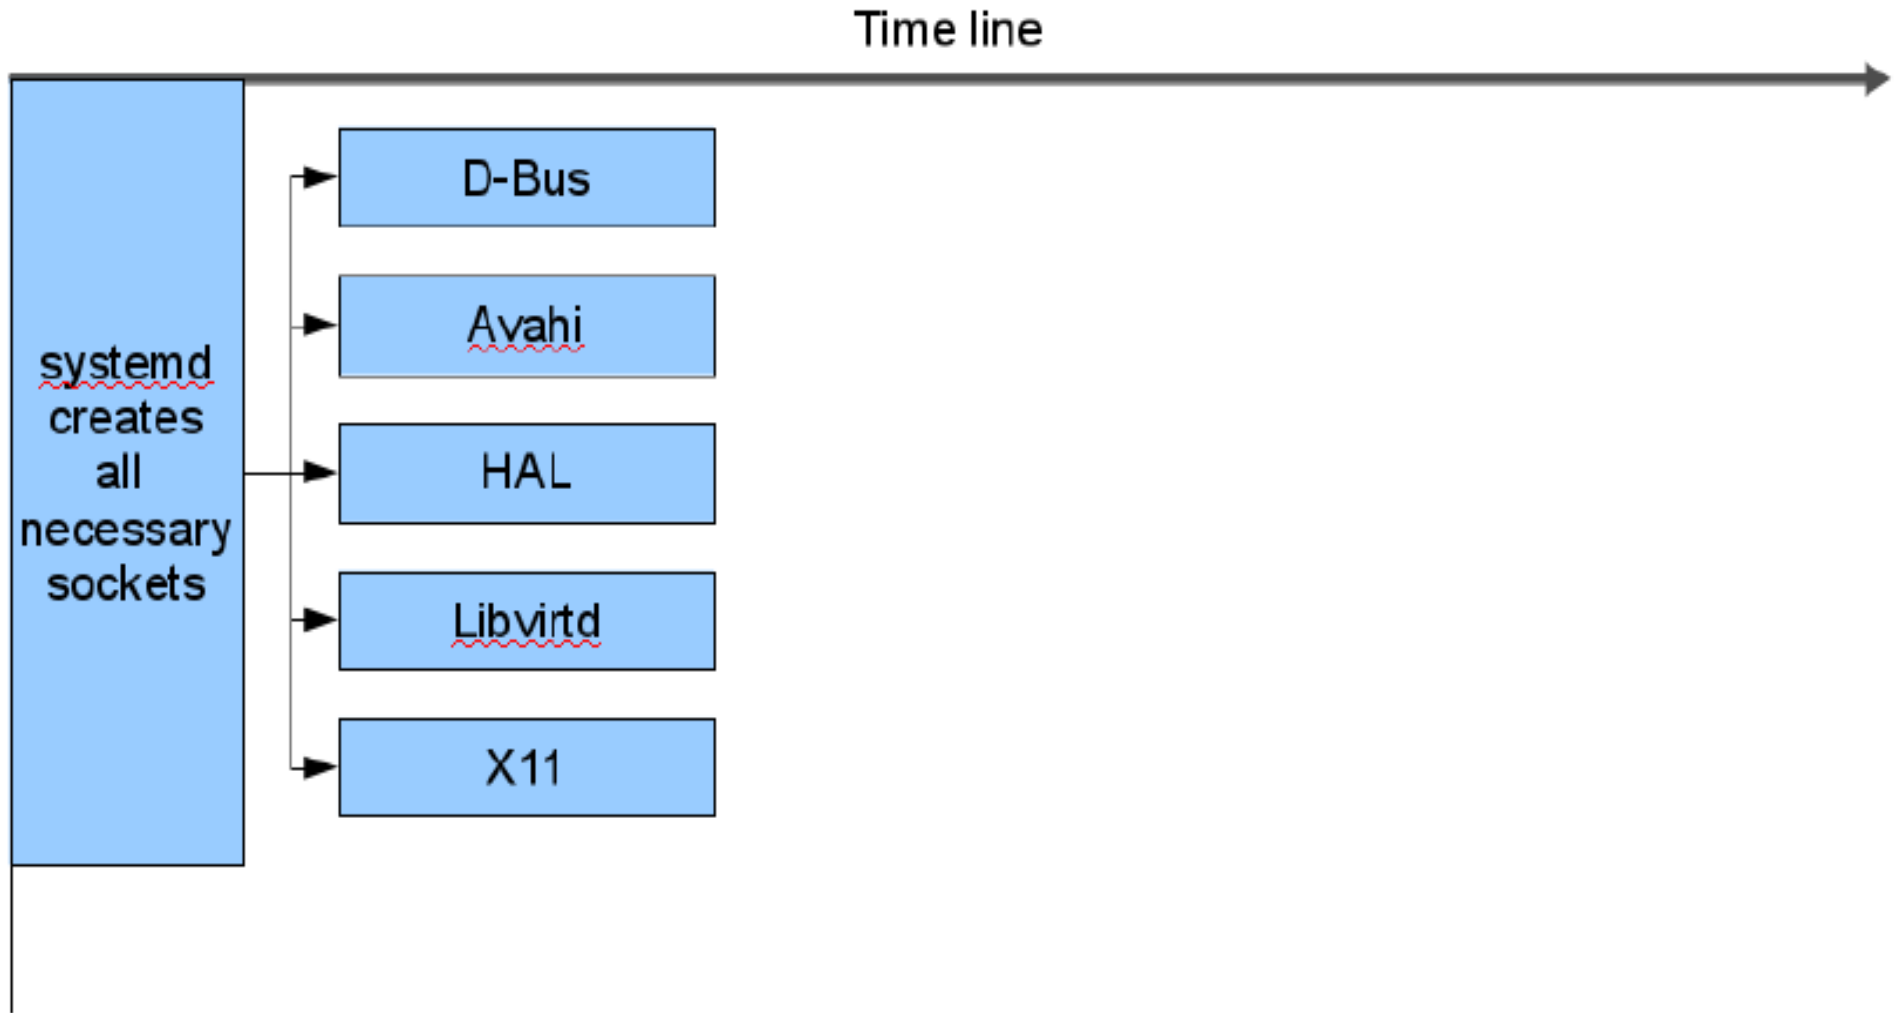 Time line
D-Bus
Avahi
systemd
creates
all
necessary
sockets
HAL
Libvirtd
X11